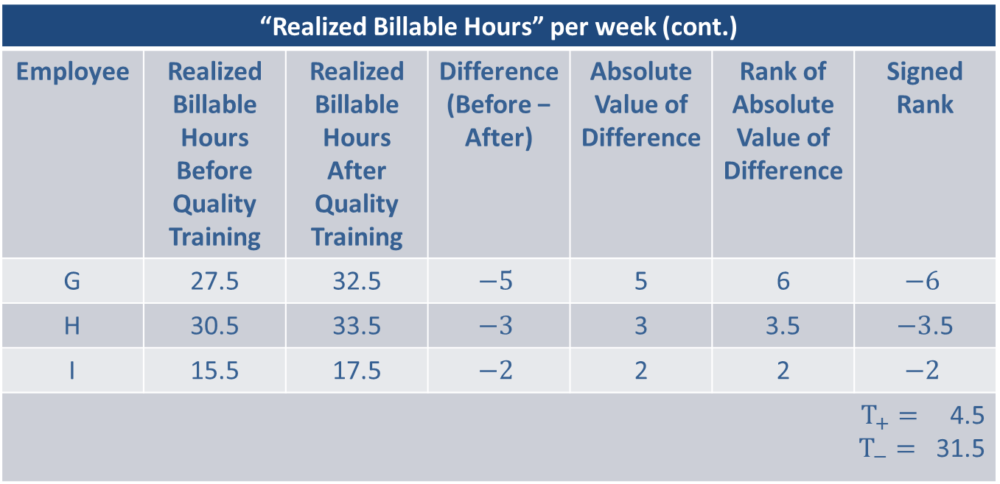 “Realized Billable Hours” per week (cont.)
Employee
Realized
Billable
Hours
Before
Quality
Training
Realized
Billable
Hours
After
Quality
Training
Difference
(Before –
After)
Absolute
Value of
Difference
Rank of
Absolute
Value of
Difference
Signed
Rank
G 27.5 32.5 −5 5 6 −6
H 30.5 33.5 −3 3 3.5 −3.5
I 15.5 17.5 −2 2 2 −2
T₊ = 4.5
T₋ = 31.5